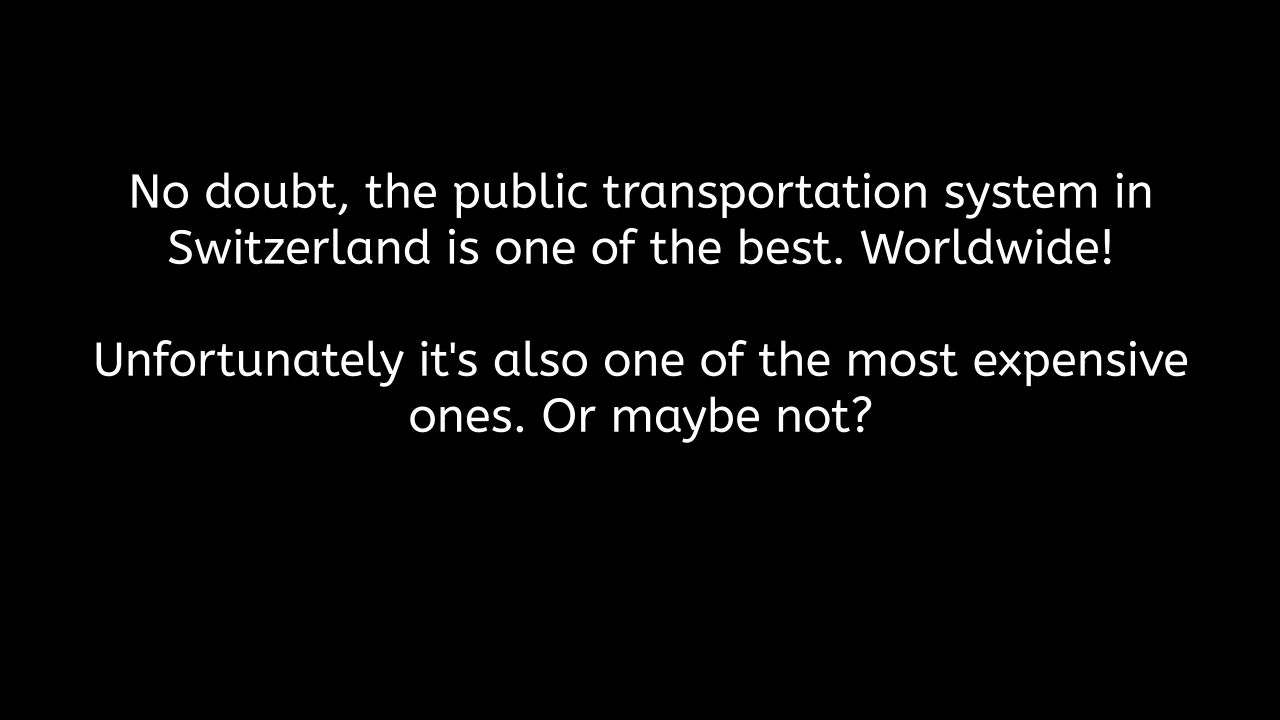 No doubt, the public transportation system in
Switzerland is one of the best. Worldwide!
Unfortunately it's also one of the most expensive
ones. Or maybe not?